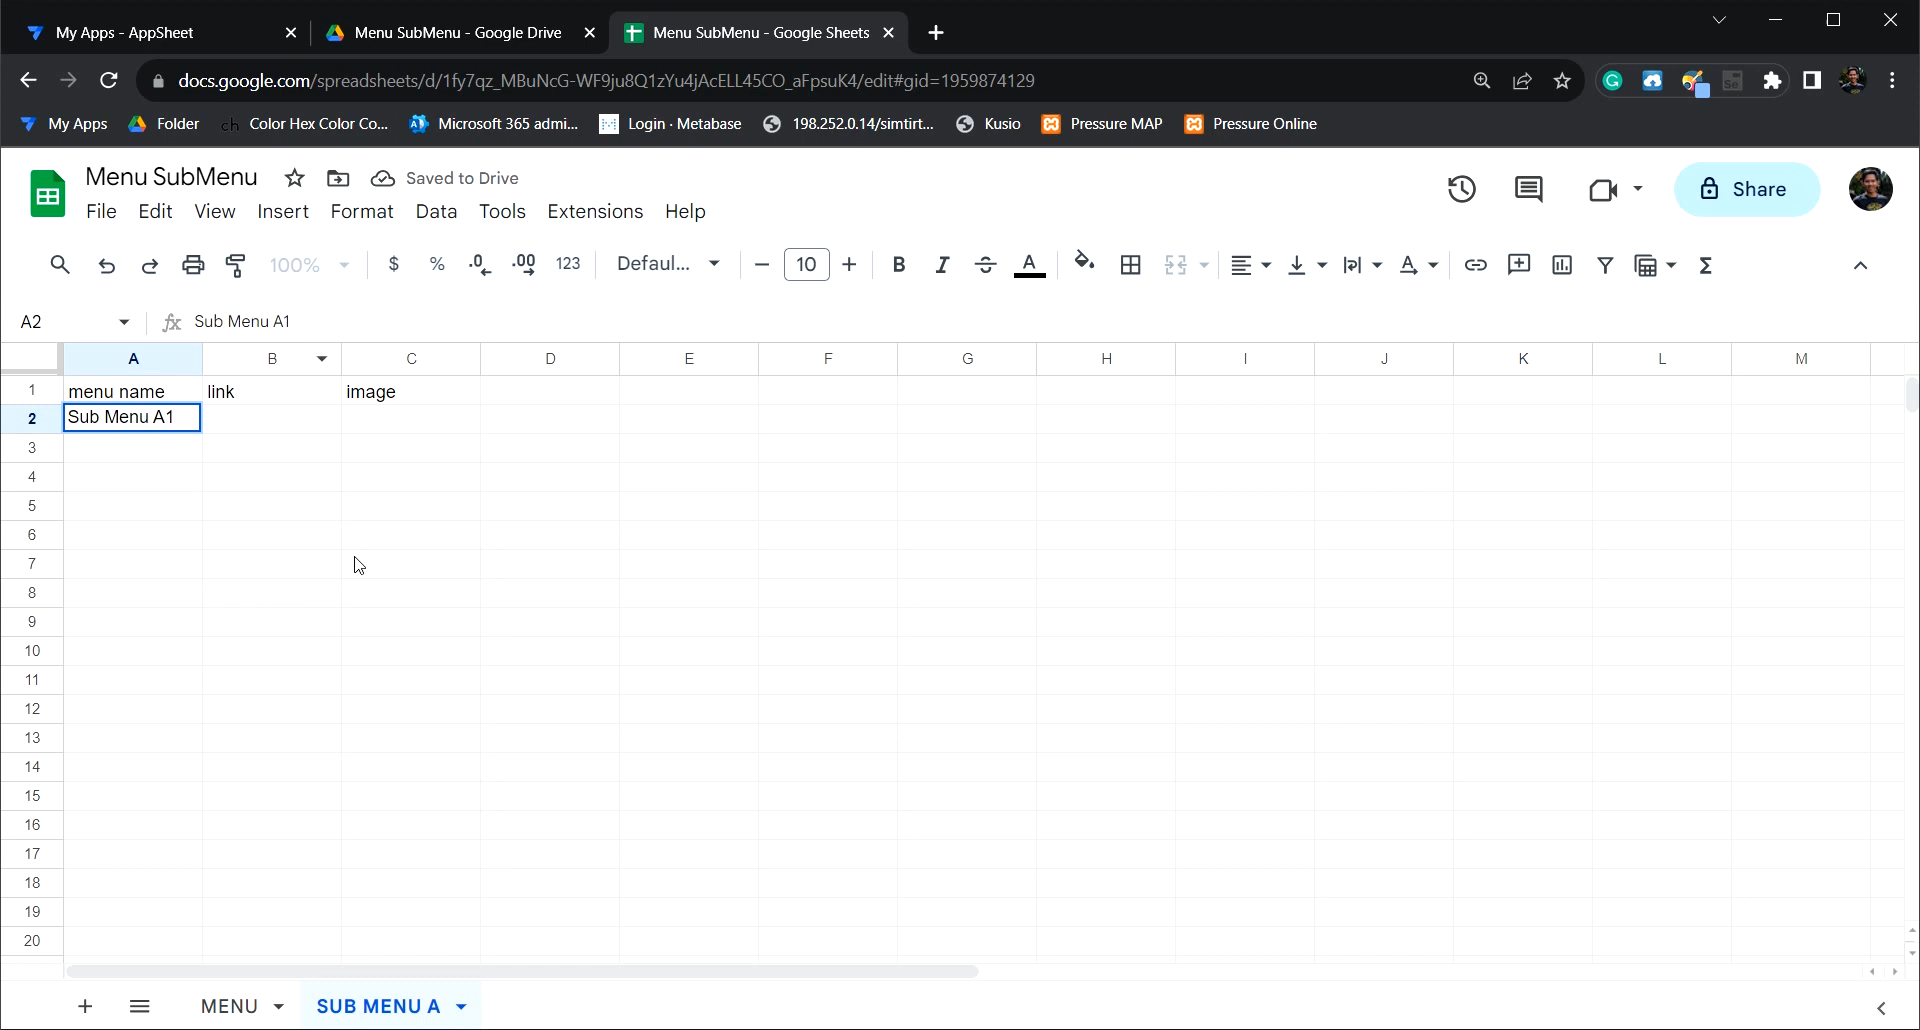 My Apps - AppSheet
Menu SubMenu - Google Drive
Menu SubMenu - Google Sheets
docs.google.com/spreadsheets/d/1fy7qz_MBuNcG-WF9ju8Q1zYu4jAcELL45CO_aFpsuK4/edit#gid=1959874129
My Apps
Folder
ch Color Hex Color Co...
Microsoft 365 admi...
Login · Metabase
198.252.0.14/simtirt...
Kusio
Pressure MAP
Pressure Online
Menu SubMenu
Saved to Drive
File Edit View Insert Format Data Tools Extensions Help
Share
100% $ % .0 .00 123 Defaul... 10 B I S A
A2 fx Sub Menu A1
A B C D E F G H I J K L M
1 menu name link image
2 Sub Menu A1
3
4
5
6
7
8
9
10
11
12
13
14
15
16
17
18
19
20
MENU SUB MENU A